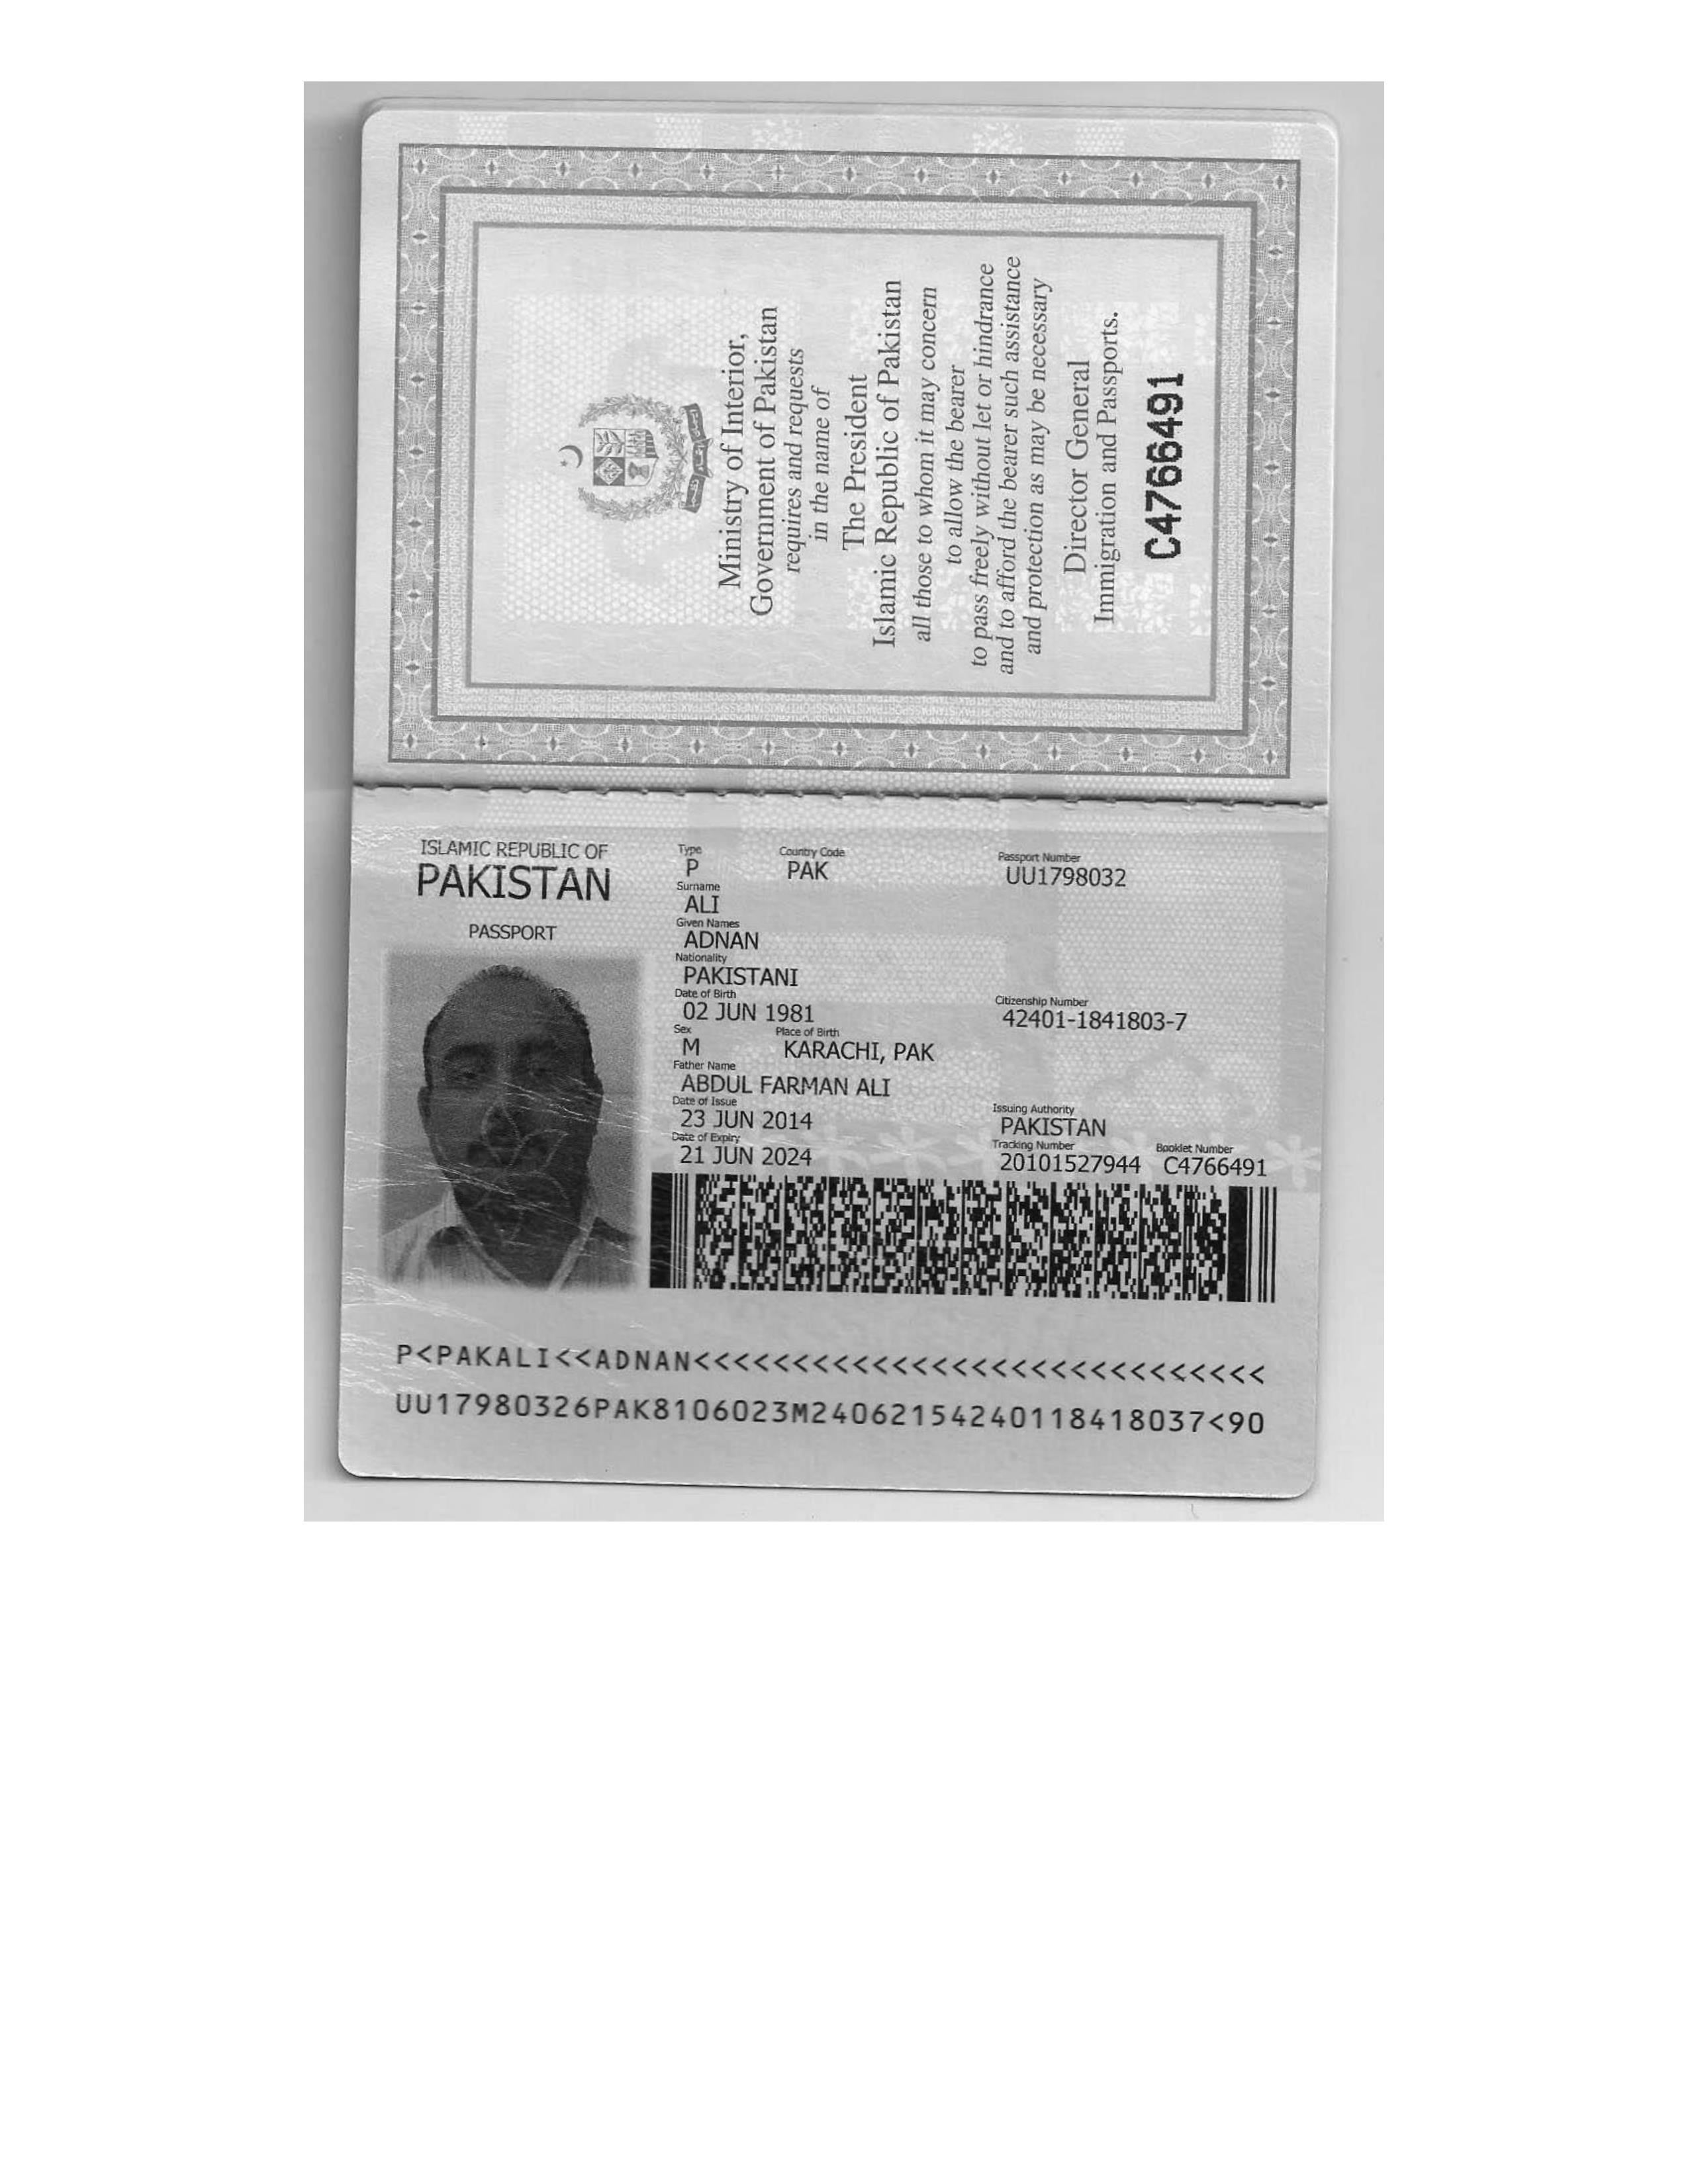 Ministry of Interior,
Government of Pakistan
requires and requests
in the name of
The President
Islamic Republic of Pakistan
all those to whom it may concern
to allow the bearer
to pass freely without let or hindrance
and to afford the bearer such assistance
and protection as may be necessary
Director General
Immigration and Passports.
C4766491
ISLAMIC REPUBLIC OF
PAKISTAN
PASSPORT
Type Country Code Passport Number
P PAK UU1798032
Surname
ALI
Given Names
ADNAN
Nationality
PAKISTANI
Date of Birth Citizenship Number
02 JUN 1981 42401-1841803-7
Sex Place of Birth
M KARACHI, PAK
Father Name
ABDUL FARMAN ALI
Date of Issue Issuing Authority
23 JUN 2014 PAKISTAN
Date of Expiry Tracking Number Booklet Number
21 JUN 2024 20101527944 C4766491
P<PAKALI<<ADNAN<<<<<<<<<<<<<<<<<<<<<<<<<<<<<
UU17980326PAK8106023M24062154240118418037<90